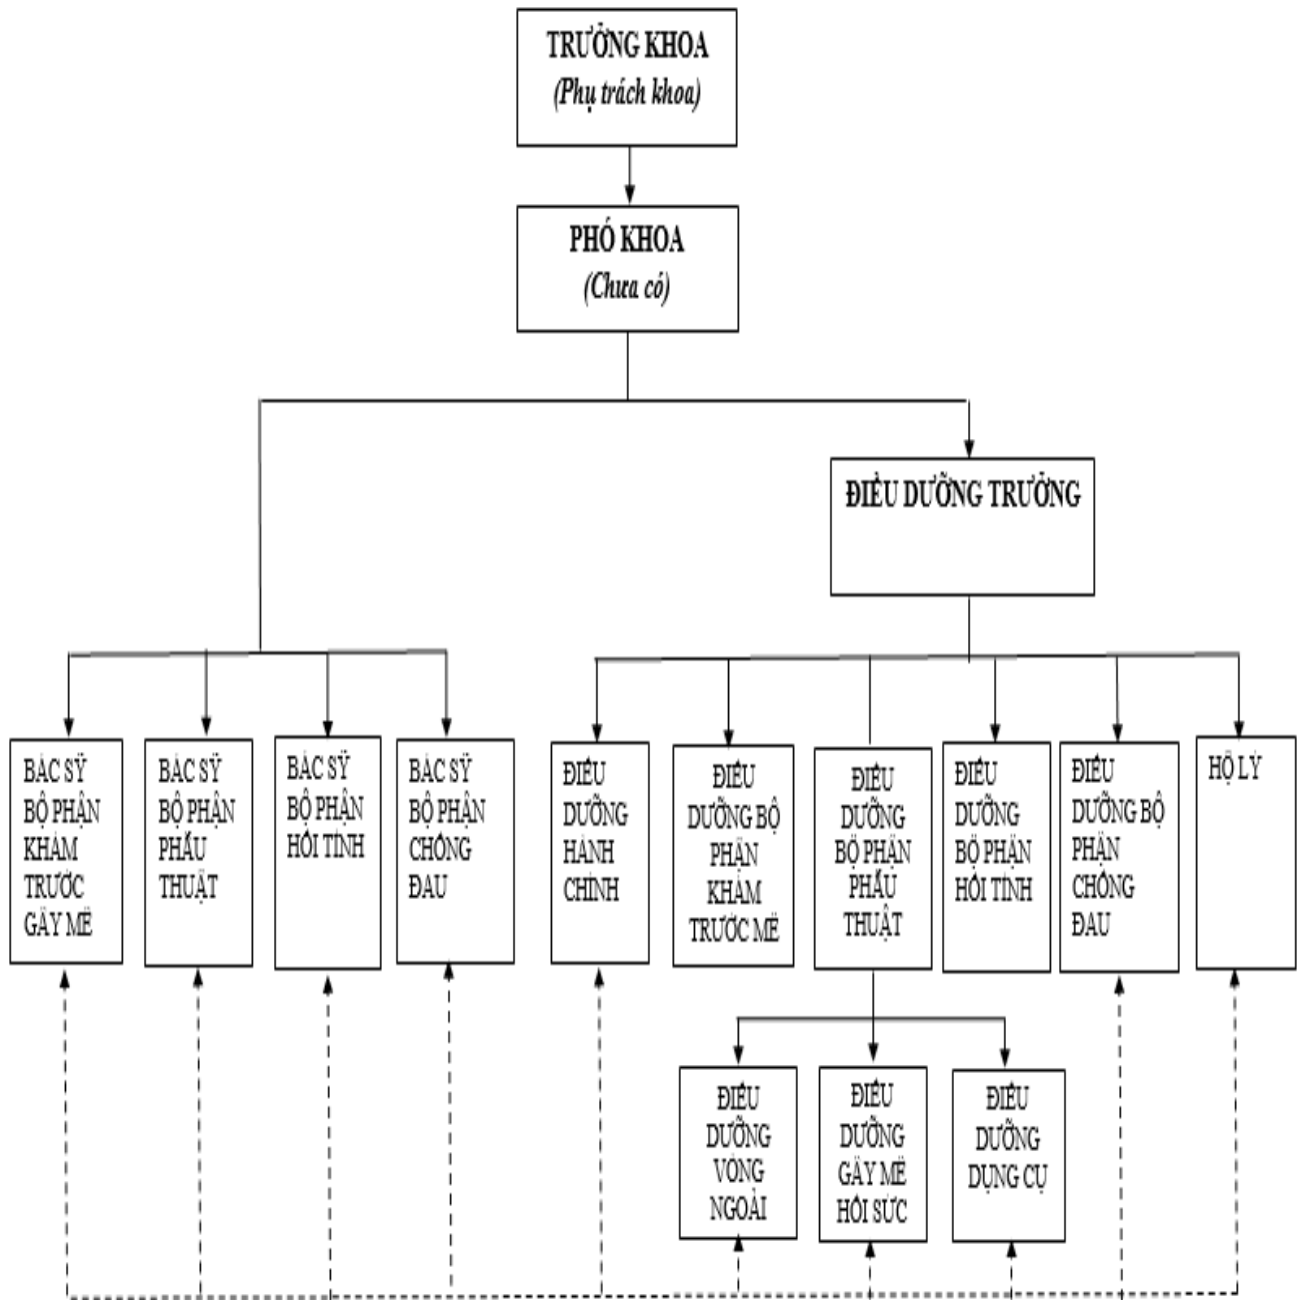 TRƯỞNG KHOA
(Phụ trách khoa)
PHÓ KHOA
(Chưa có)
ĐIỀU DƯỠNG TRƯỞNG
BÁC SỸ
BỘ PHẬN
KHÁM
TRƯỚC
GÂY MÊ
BÁC SỸ
BỘ PHẬN
PHẪU
THUẬT
BÁC SỸ
BỘ PHẬN
HỒI TỈNH
BÁC SỸ
BỘ PHẬN
CHỐNG
ĐAU
ĐIỀU
DƯỠNG
HÀNH
CHÍNH
ĐIỀU
DƯỠNG BỘ
PHẬN
KHÁM
TRƯỚC MÊ
ĐIỀU
DƯỠNG
BỘ PHẬN
PHẪU
THUẬT
ĐIỀU
DƯỠNG
BỘ PHẬN
HỒI TỈNH
ĐIỀU
DƯỠNG BỘ
PHẬN
CHỐNG
ĐAU
HỘ LÝ
ĐIỀU
DƯỠNG
VÒNG
NGOÀI
ĐIỀU
DƯỠNG
GÂY MÊ
HỒI SỨC
ĐIỀU
DƯỠNG
DỤNG CỤ